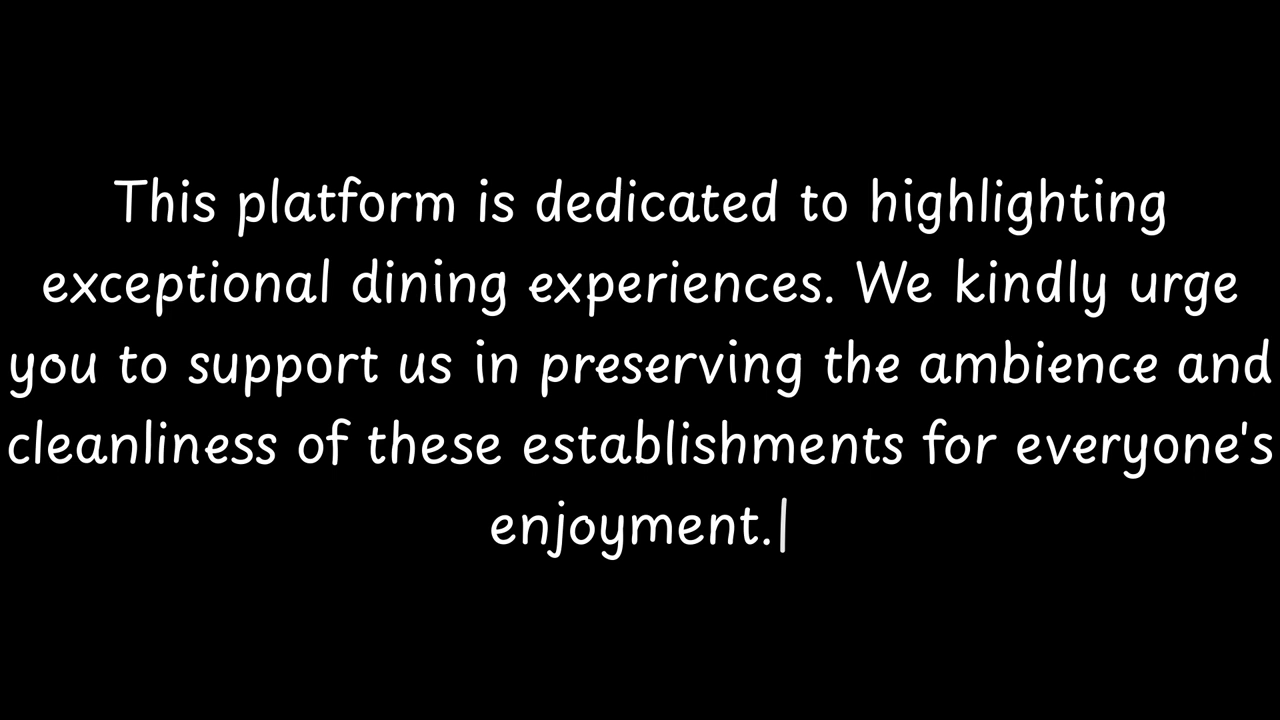 This platform is dedicated to highlighting
exceptional dining experiences. We kindly urge
you to support us in preserving the ambience and
cleanliness of these establishments for everyone's
enjoyment.|